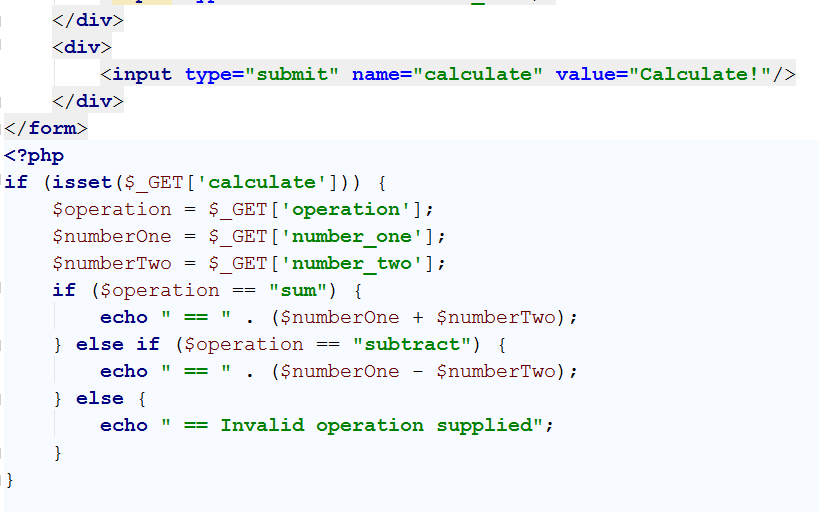 </div>
<div>
<input type="submit" name="calculate" value="Calculate!"/>
</div>
</form>
<?php
if (isset($_GET['calculate'])) {
$operation = $_GET['operation'];
$numberOne = $_GET['number_one'];
$numberTwo = $_GET['number_two'];
if ($operation == "sum") {
echo " == " . ($numberOne + $numberTwo);
} else if ($operation == "subtract") {
echo " == " . ($numberOne - $numberTwo);
} else {
echo " == Invalid operation supplied";
}
}